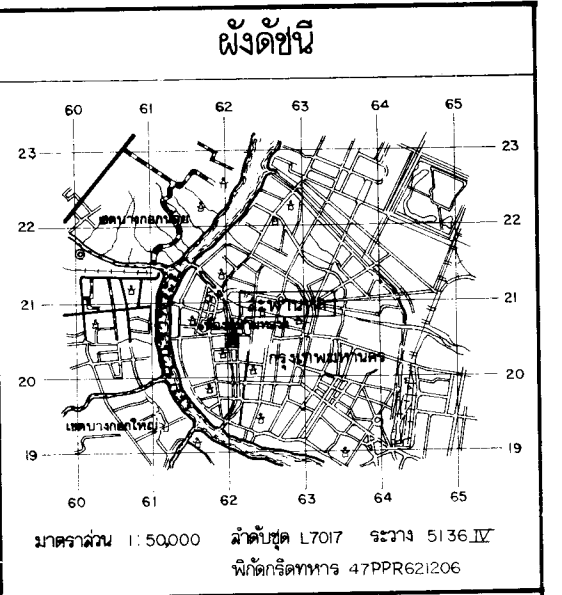 ผังดัชนี
60 61 62 63 64 65
23 23
เขตบางกอกน้อย
22 22
21 21
สะพานหัน
กรุงเทพมหานคร
20 20
เขตบางกอกใหญ่
19 19
60 61 62 63 64 65
มาตราส่วน 1:50,000 ลำดับชุด L7017 ระวาง 5136 IV
พิกัดกริดทหาร 47PPR621206